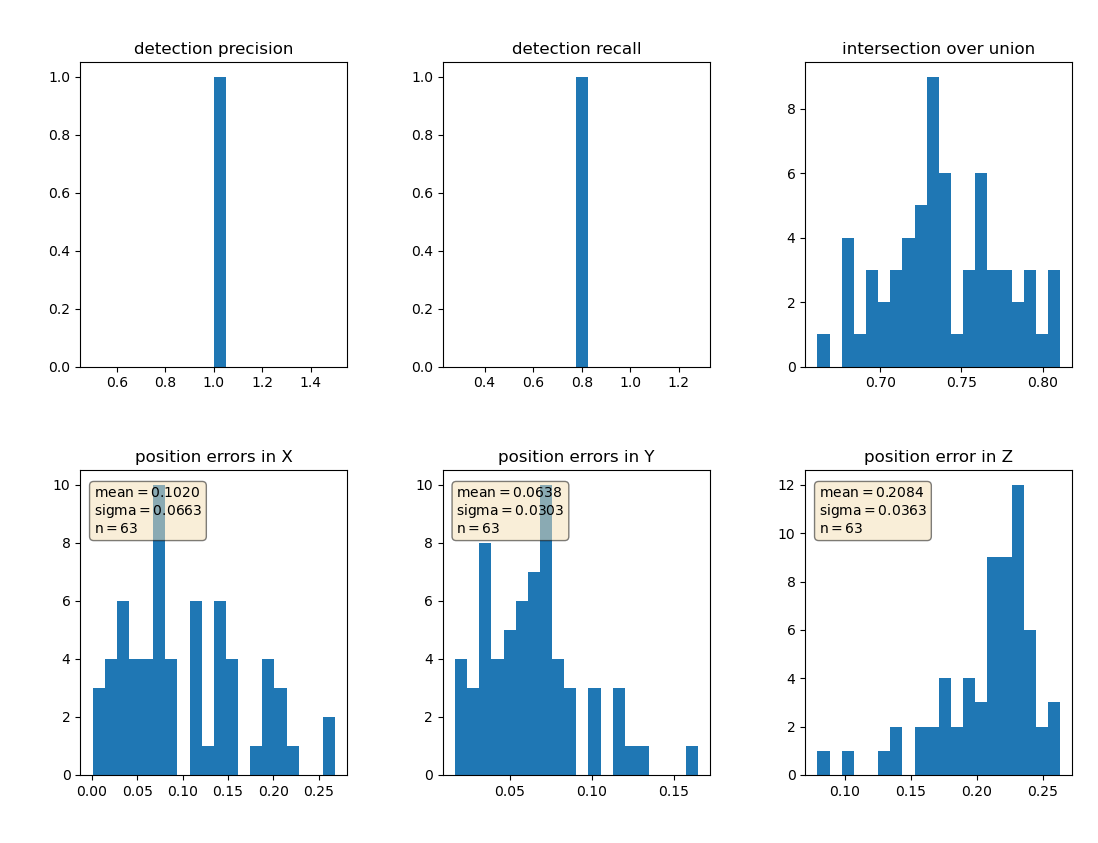 detection precision
1.0
0.8
0.6
0.4
0.2
0.0
0.6 0.8 1.0 1.2 1.4
detection recall
1.0
0.8
0.6
0.4
0.2
0.0
0.4 0.6 0.8 1.0 1.2
intersection over union
8
6
4
2
0
0.70 0.75 0.80
position errors in X
10
8
6
4
2
0
mean = 0.1020
sigma = 0.0663
n = 63
0.00 0.05 0.10 0.15 0.20 0.25
position errors in Y
10
8
6
4
2
0
mean = 0.0638
sigma = 0.0303
n = 63
0.05 0.10 0.15
position error in Z
12
10
8
6
4
2
0
mean = 0.2084
sigma = 0.0363
n = 63
0.10 0.15 0.20 0.25